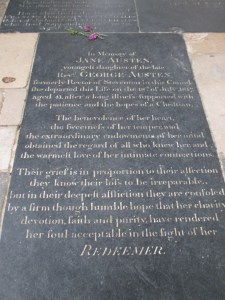 In Memory of
JANE AUSTEN,
youngest daughter of the late
Revd. GEORGE AUSTEN,
formerly Rector of Steventon in this County
she departed this Life on the 18th of July 1817,
aged 41, after a long illness supported with
the patience and the hopes of a Christian.
The benevolence of her heart,
the sweetness of her temper, and
the extraordinary endowments of her mind
obtained the regard of all who knew her, and
the warmest love of her intimate connections.
Their grief is in proportion to their affection
they know their loss to be irreparable,
but in their deepest affliction they are consoled
by a firm though humble hope that her charity,
devotion, faith and purity, have rendered
her soul acceptable in the sight of her
REDEEMER.